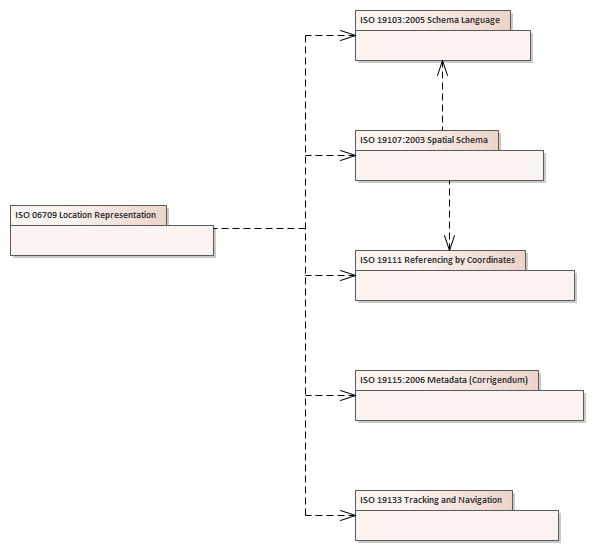 ISO 19103:2005 Schema Language
ISO 19107:2003 Spatial Schema
ISO 06709 Location Representation
ISO 19111 Referencing by Coordinates
ISO 19115:2006 Metadata (Corrigendum)
ISO 19133 Tracking and Navigation